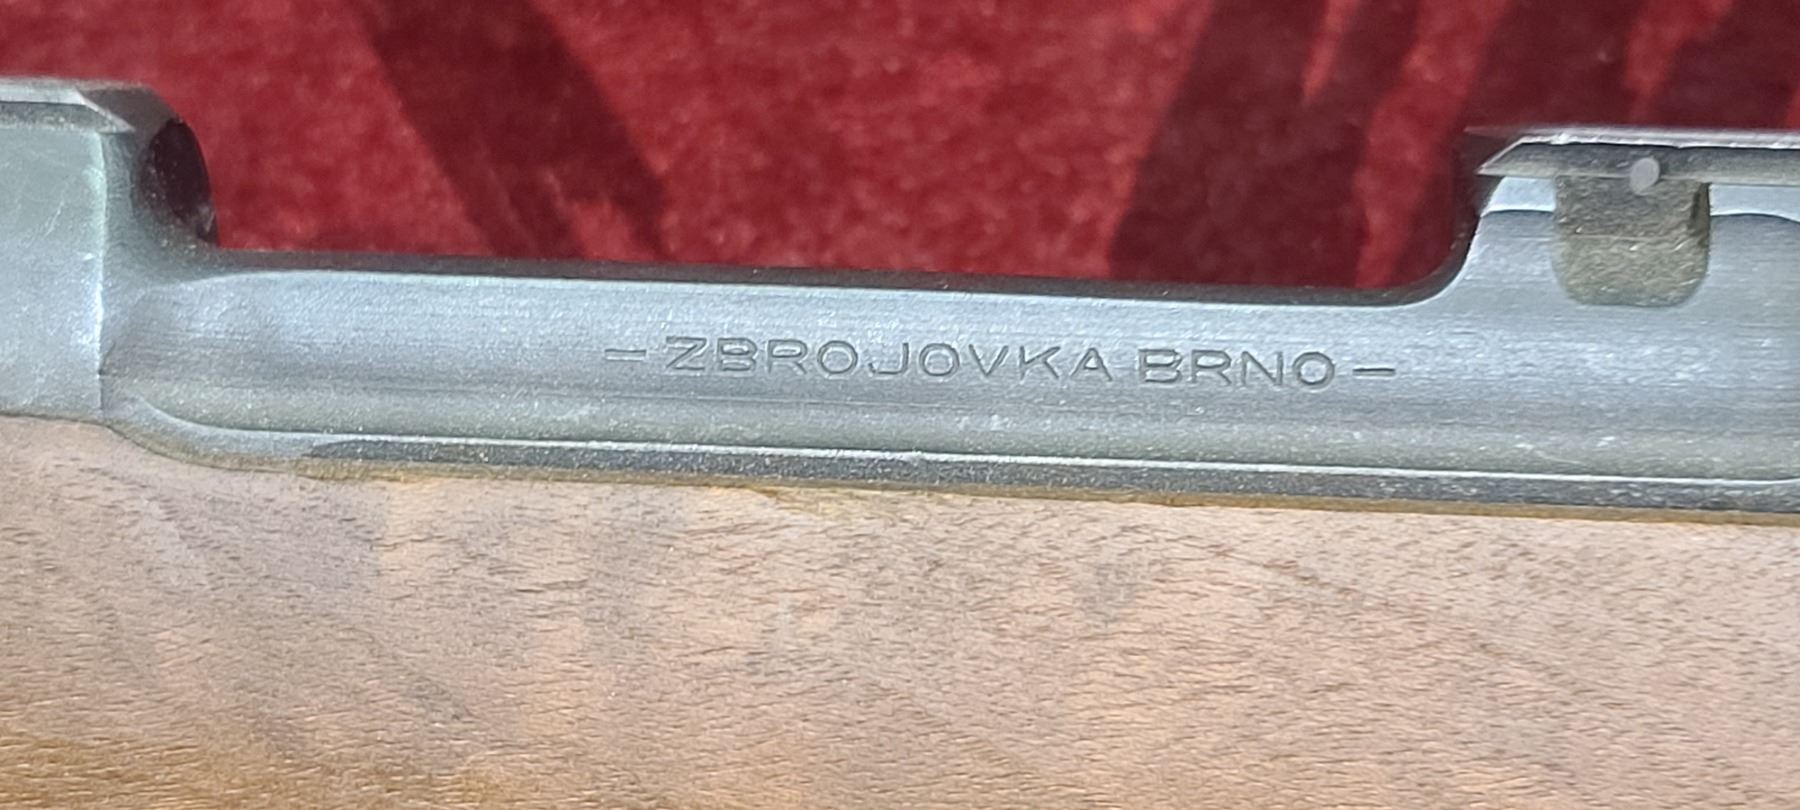 — ZBROJOVKA BRNO —